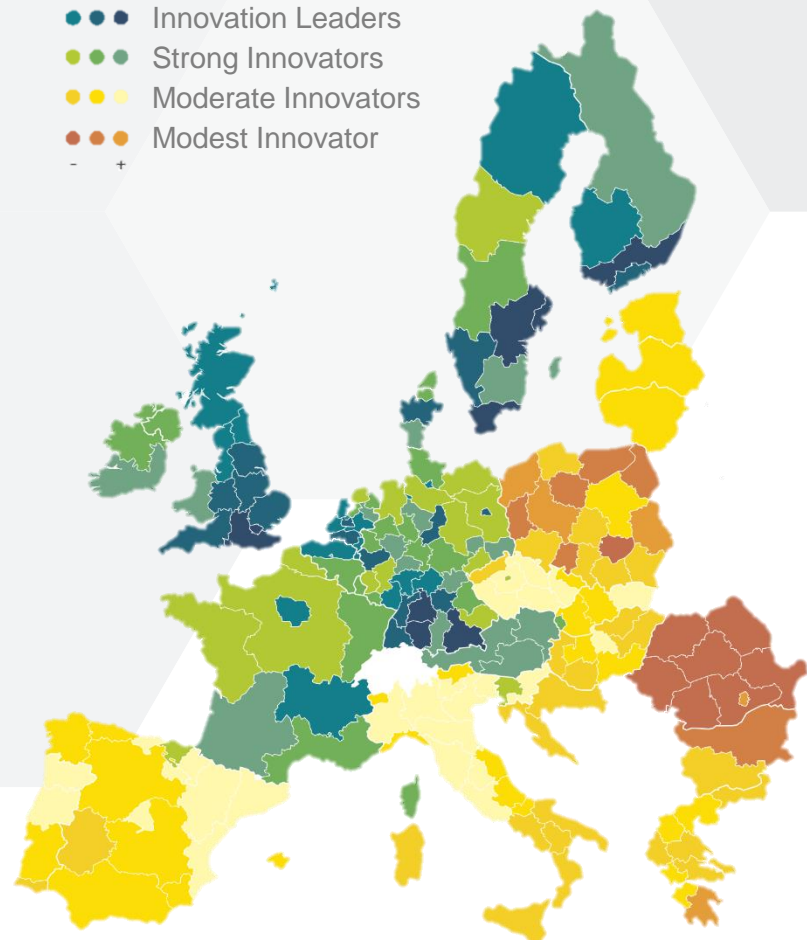 Innovation Leaders
Strong Innovators
Moderate Innovators
Modest Innovator
- +